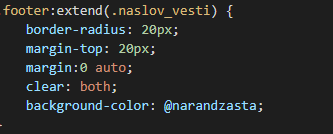 .footer:extend(.naslov_vesti) {
border-radius: 20px;
margin-top: 20px;
margin:0 auto;
clear: both;
background-color: @narandzasta;